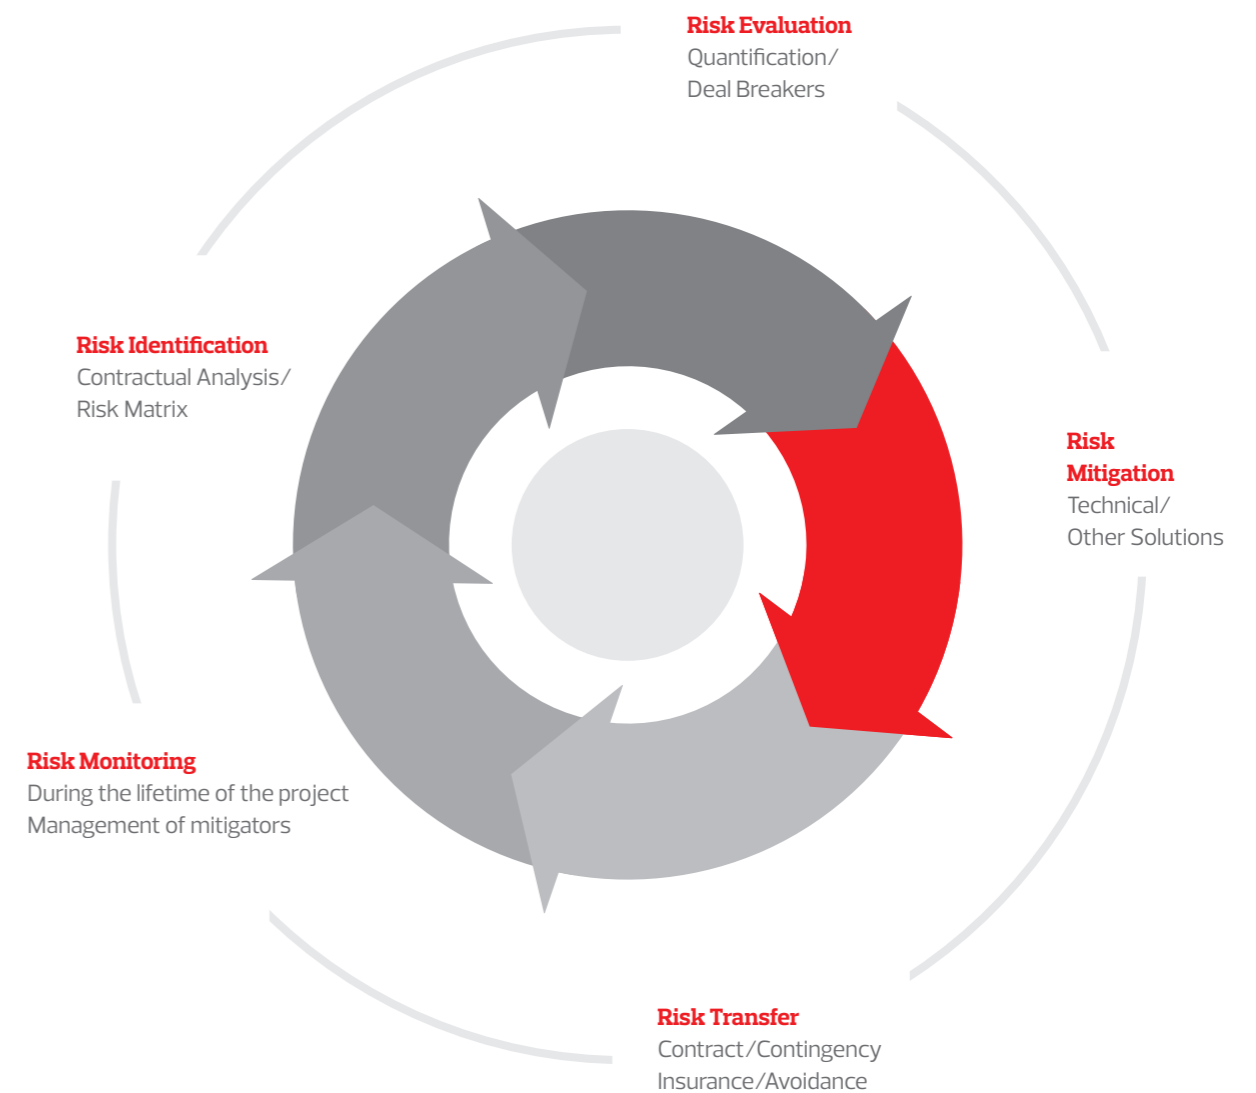 Risk Evaluation
Quantification/
Deal Breakers
Risk Identification
Contractual Analysis/
Risk Matrix
Risk
Mitigation
Technical/
Other Solutions
Risk Monitoring
During the lifetime of the project
Management of mitigators
Risk Transfer
Contract/Contingency
Insurance/Avoidance